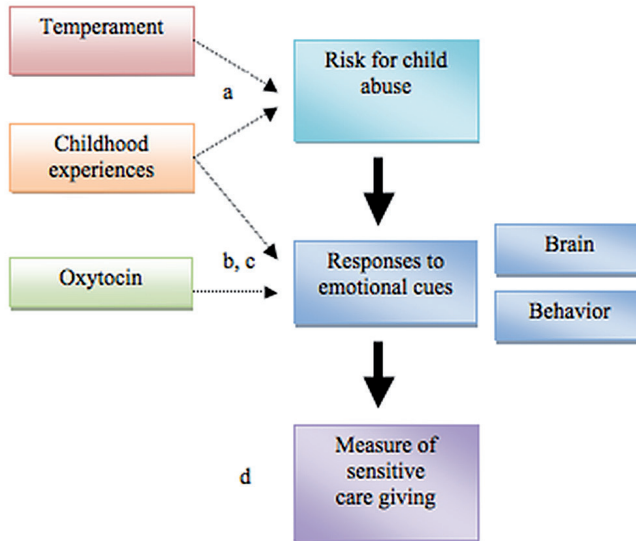 Temperament
Risk for child
abuse
a
Childhood
experiences
b, c
Oxytocin
Responses to
emotional cues
Brain
Behavior
d
Measure of
sensitive
care giving